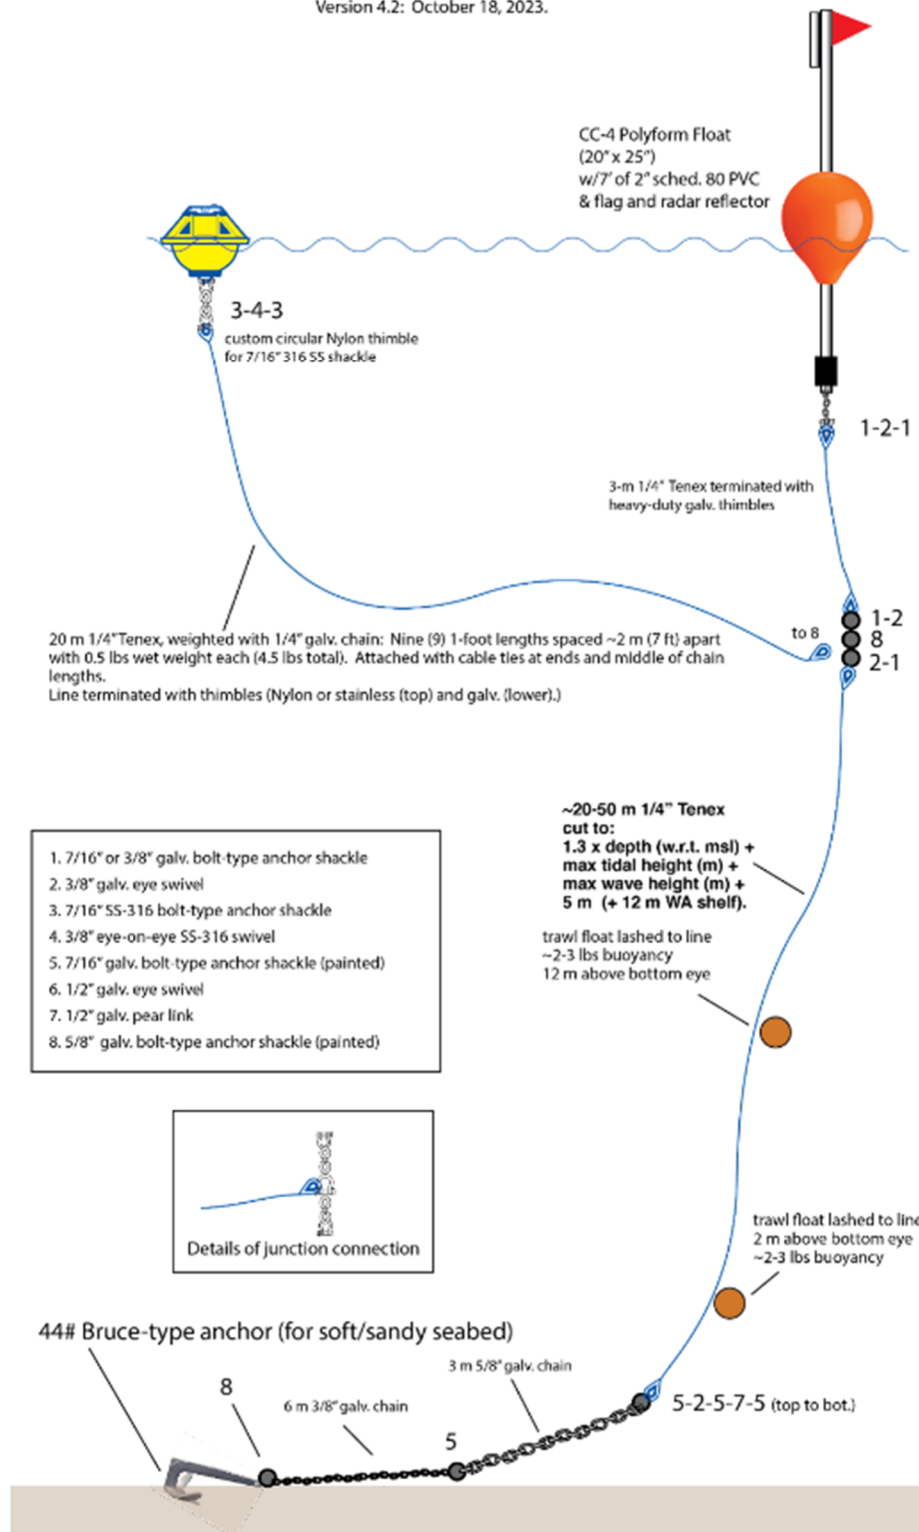 Version 4.2: October 18, 2023.
CC-4 Polyform Float
(20" x 25")
w/7' of 2" sched. 80 PVC
& flag and radar reflector
3-4-3
custom circular Nylon thimble
for 7/16" 316 SS shackle
1-2-1
3-m 1/4" Tenex terminated with
heavy-duty galv. thimbles
1-2
to 8
8
2-1
20 m 1/4"Tenex, weighted with 1/4" galv. chain: Nine (9) 1-foot lengths spaced ~2 m (7 ft) apart
with 0.5 lbs wet weight each (4.5 lbs total). Attached with cable ties at ends and middle of chain
lengths.
Line terminated with thimbles (Nylon or stainless (top) and galv. (lower).)
~20-50 m 1/4" Tenex
cut to:
1.3 x depth (w.r.t. msl) +
max tidal height (m) +
max wave height (m) +
5 m (+ 12 m WA shelf).
trawl float lashed to line
~2-3 lbs buoyancy
12 m above bottom eye
1. 7/16" or 3/8" galv. bolt-type anchor shackle
2. 3/8" galv. eye swivel
3. 7/16" SS-316 bolt-type anchor shackle
4. 3/8" eye-on-eye SS-316 swivel
5. 7/16" galv. bolt-type anchor shackle (painted)
6. 1/2" galv. eye swivel
7. 1/2" galv. pear link
8. 5/8" galv. bolt-type anchor shackle (painted)
Details of junction connection
trawl float lashed to line
2 m above bottom eye
~2-3 lbs buoyancy
44# Bruce-type anchor (for soft/sandy seabed)
3 m 5/8" galv. chain
8
6 m 3/8" galv. chain
5
5-2-5-7-5 (top to bot.)